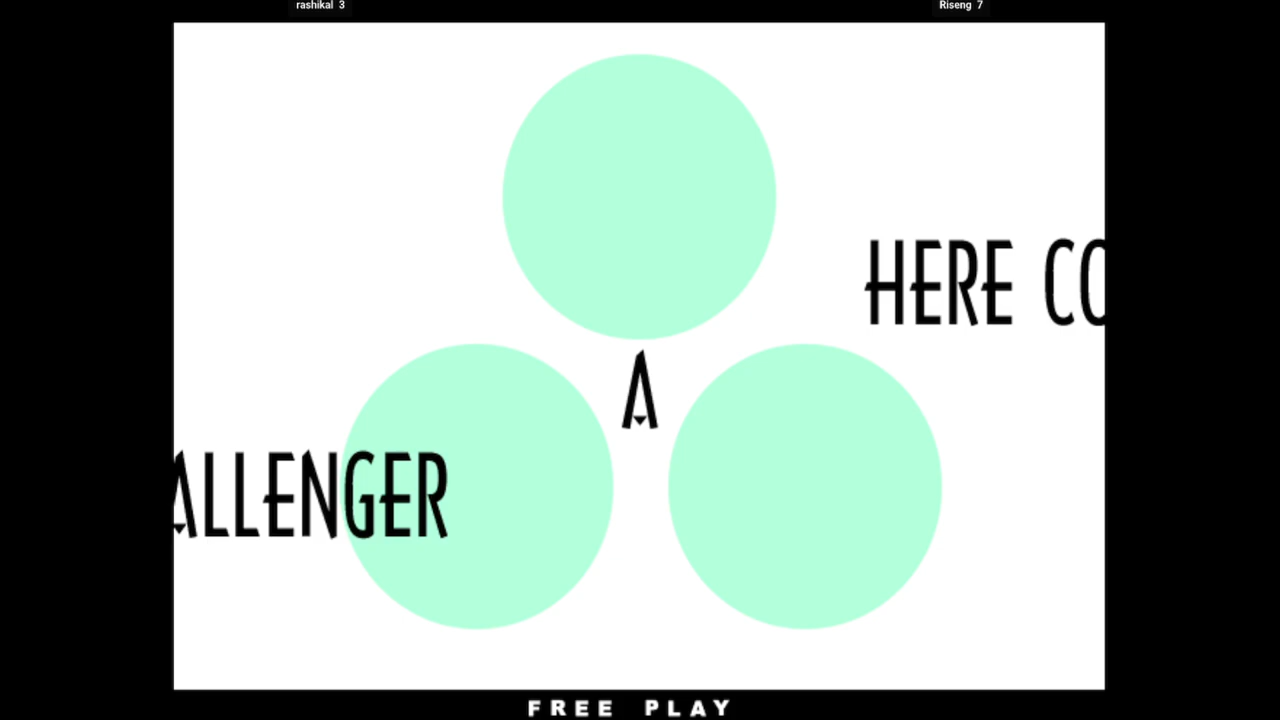 rashikal 3
Riseng 7
HERE CO
A
ALLENGER
FREE PLAY